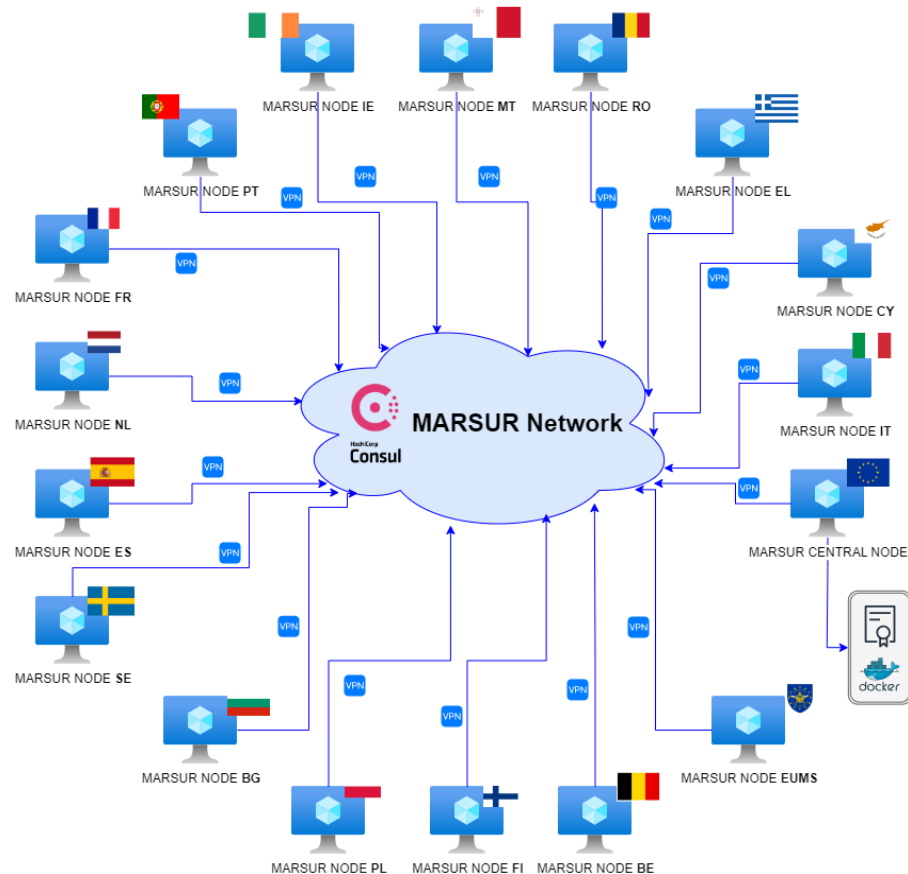 MARSUR NODE IE
MARSUR NODE MT
MARSUR NODE RO
MARSUR NODE PT
VPN
VPN
VPN
VPN
MARSUR NODE EL
VPN
VPN
MARSUR NODE FR
VPN
VPN
MARSUR NODE CY
VPN
MARSUR NODE NL
VPN
HashiCorp
Consul
MARSUR Network
MARSUR NODE IT
VPN
VPN
MARSUR NODE ES
VPN
MARSUR CENTRAL NODE
MARSUR NODE SE
VPN
VPN
docker
MARSUR NODE BG
VPN
VPN
VPN
MARSUR NODE EUMS
MARSUR NODE PL
MARSUR NODE FI
MARSUR NODE BE